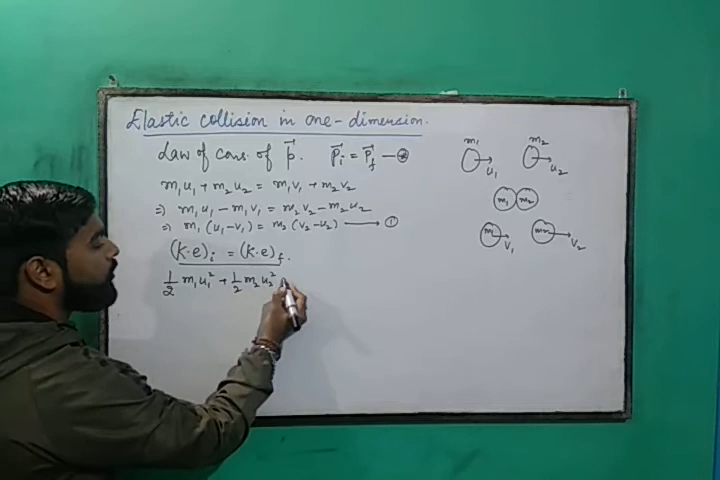 Elastic collision in one-dimension.
Law of cons. of p⃗. p⃗ᵢ = p⃗_f — ⊛
m₁u₁ + m₂u₂ = m₁v₁ + m₂v₂
⇒ m₁u₁ - m₁v₁ = m₂v₂ - m₂u₂
⇒ m₁(u₁-v₁) = m₂(v₂-u₂) — ①
(K.e)ᵢ = (K.e)_f.
½ m₁u₁² + ½ m₂u₂²
m₁ m₂
u₁ u₂
m₁ m₂
m₁ m₂
v₁ v₂